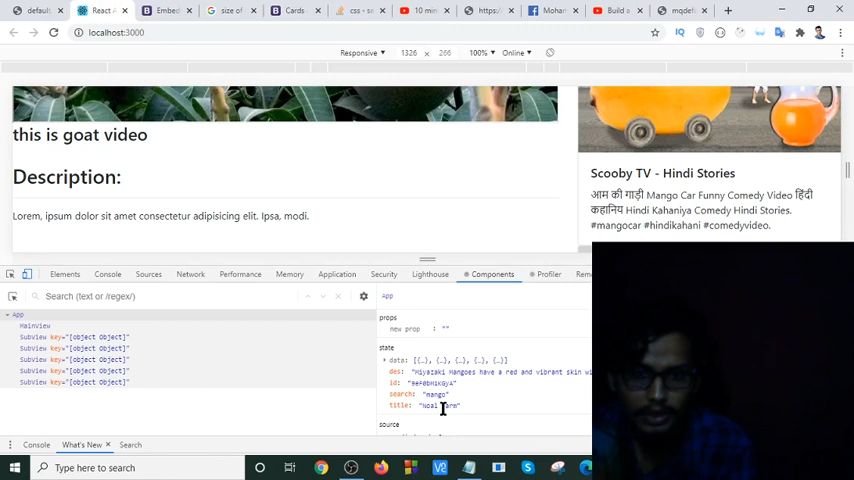 default. React A Embed G size of Cards css - se 10 min https:/ Mohan Build a mqdef
localhost:3000
Responsive 1326 × 266 100% Online
this is goat video
Description:
Lorem, ipsum dolor sit amet consectetur adipisicing elit. Ipsa, modi.
Scooby TV - Hindi Stories
आम की गाड़ी Mango Car Funny Comedy Video हिंदी
कहानिय Hindi Kahaniya Comedy Hindi Stories.
#mangocar #hindikahani #comedyvideo.
Elements Console Sources Network Performance Memory Application Security Lighthouse Components Profiler Rem
Search (text or /regex/)
App
App
MainView
SubView key="[object Object]"
SubView key="[object Object]"
SubView key="[object Object]"
SubView key="[object Object]"
SubView key="[object Object]"
props
new prop : ""
state
data: [{…}, {…}, {…}, {…}, {…}]
des: "Miyazaki Mangoes have a red and vibrant skin wi
id:
search: "mango"
title: "Noal Farm"
source
Console What's New × Search
Type here to search